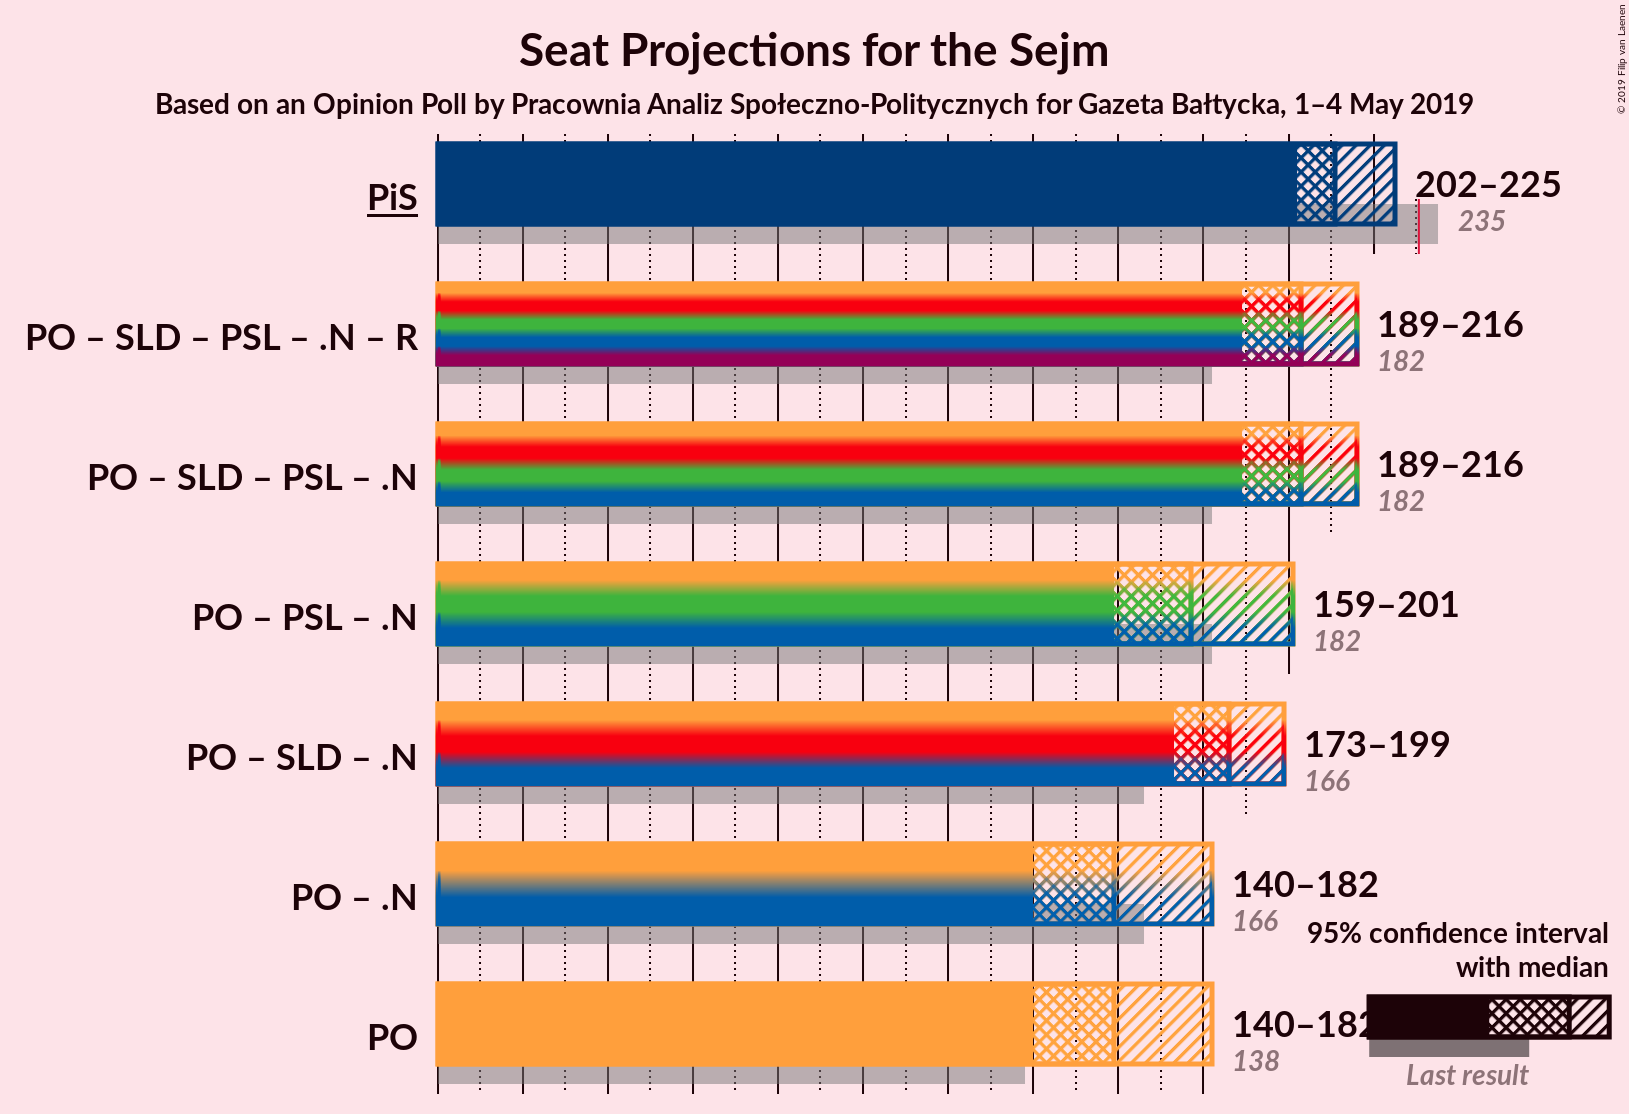 Seat Projections for the Sejm
Based on an Opinion Poll by Pracownia Analiz Społeczno-Politycznych for Gazeta Bałtycka, 1–4 May 2019
© 2019 Filip van Laenen
PiS
202–225
235
PO – SLD – PSL – .N – R
189–216
182
PO – SLD – PSL – .N
189–216
182
PO – PSL – .N
159–201
182
PO – SLD – .N
173–199
166
PO – .N
140–182
166
PO
140–182
138
95% confidence interval
with median
Last result